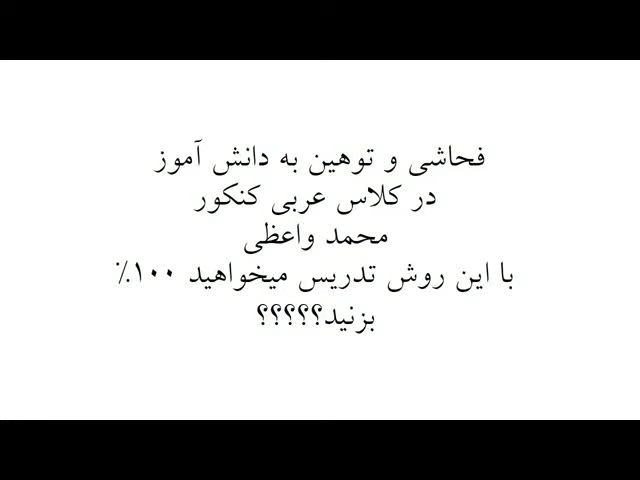 فحاشی و توهین به دانش آموز
در کلاس عربی کنکور
محمد واعظی
با این روش تدریس میخواهید ۱۰۰٪
بزنید؟؟؟؟؟